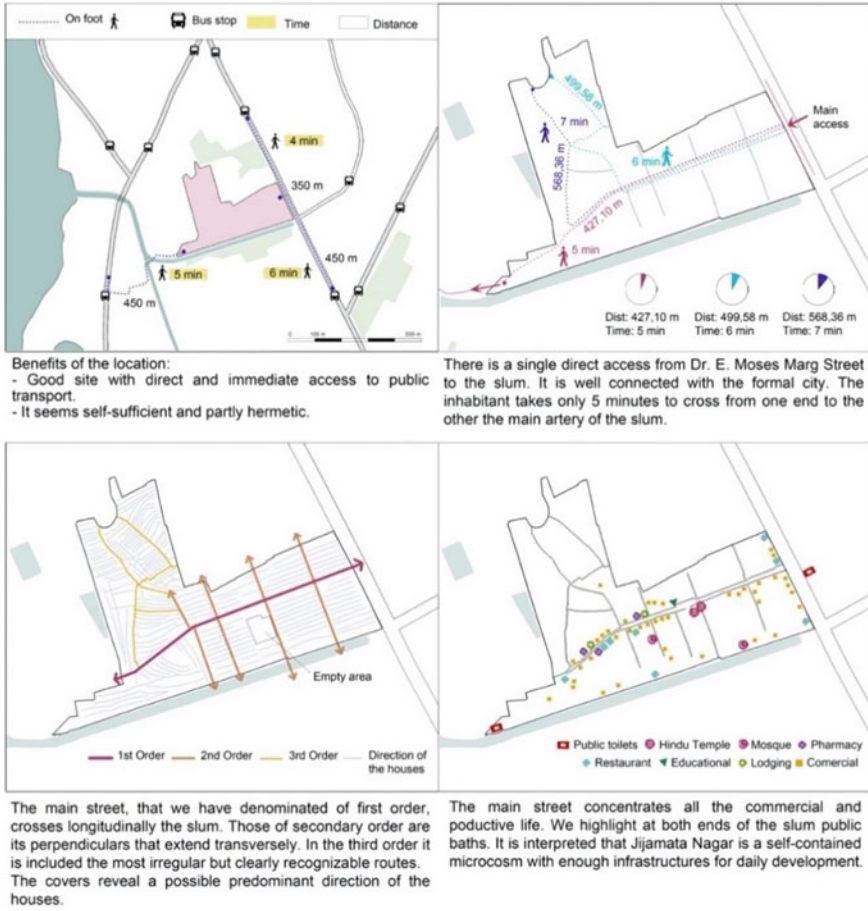 On foot
Bus stop
Time
Distance
4 min
350 m
5 min
6 min
450 m
450 m
0 100 m 500 m
Benefits of the location:
- Good site with direct and immediate access to public
transport.
- It seems self-sufficient and partly hermetic.
499,58 m
7 min
Main
access
6 min
568,36 m
427,10 m
5 min
Dist: 427,10 m
Time: 5 min
Dist: 499,58 m
Time: 6 min
Dist: 568,36 m
Time: 7 min
There is a single direct access from Dr. E. Moses Marg Street
to the slum. It is well connected with the formal city. The
inhabitant takes only 5 minutes to cross from one end to the
other the main artery of the slum.
Empty area
1st Order
2nd Order
3rd Order
Direction of
the houses
The main street, that we have denominated of first order,
crosses longitudinally the slum. Those of secondary order are
its perpendiculars that extend transversely. In the third order it
is included the most irregular but clearly recognizable routes.
The covers reveal a possible predominant direction of the
houses.
Public toilets
Hindu Temple
Mosque
Pharmacy
Restaurant
Educational
Lodging
Comercial
The main street concentrates all the commercial and
poductive life. We highlight at both ends of the slum public
baths. It is interpreted that Jijamata Nagar is a self-contained
microcosm with enough infrastructures for daily development.